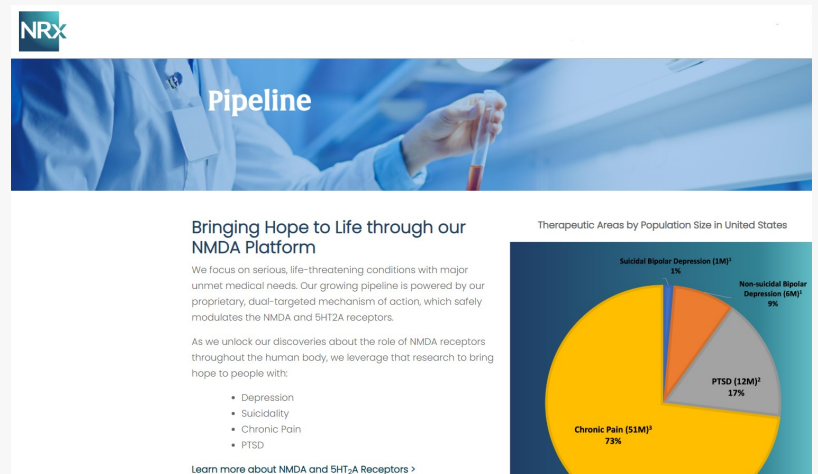 NRx
Pipeline
Bringing Hope to Life through our
NMDA Platform
We focus on serious, life-threatening conditions with major
unmet medical needs. Our growing pipeline is powered by our
proprietary, dual-targeted mechanism of action, which safely
modulates the NMDA and 5HT2A receptors.
As we unlock our discoveries about the role of NMDA receptors
throughout the human body, we leverage that research to bring
hope to people with:
• Depression
• Suicidality
• Chronic Pain
• PTSD
Learn more about NMDA and 5HT₂A Receptors >
Therapeutic Areas by Population Size in United States
Suicidal Bipolar Depression (1M)¹
1%
Non-suicidal Bipolar
Depression (6M)¹
9%
PTSD (12M)²
17%
Chronic Pain (51M)³
73%